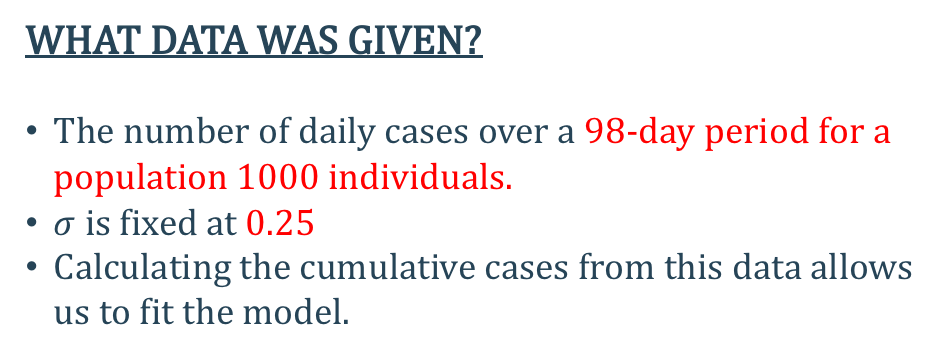 WHAT DATA WAS GIVEN?
• The number of daily cases over a 98-day period for a
population 1000 individuals.
• σ is fixed at 0.25
• Calculating the cumulative cases from this data allows
us to fit the model.